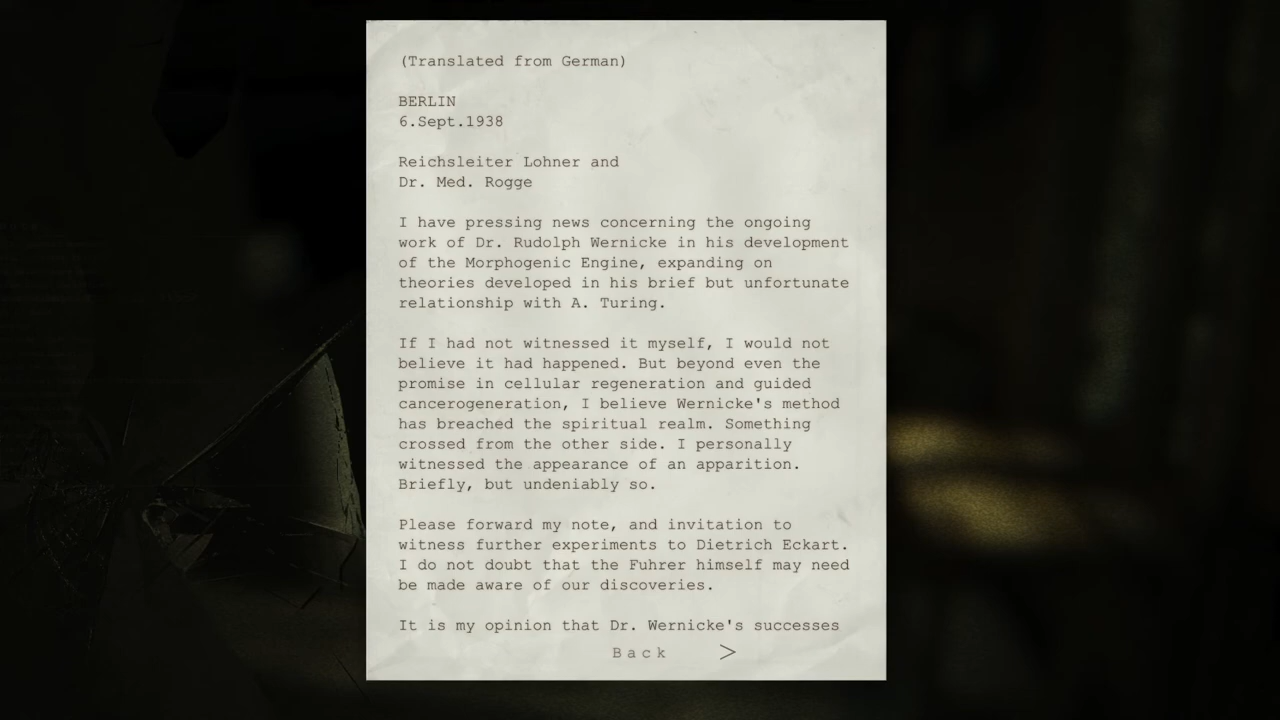 (Translated from German)
BERLIN
6.Sept.1938
Reichsleiter Lohner and
Dr. Med. Rogge
I have pressing news concerning the ongoing
work of Dr. Rudolph Wernicke in his development
of the Morphogenic Engine, expanding on
theories developed in his brief but unfortunate
relationship with A. Turing.
If I had not witnessed it myself, I would not
believe it had happened. But beyond even the
promise in cellular regeneration and guided
cancerogeneration, I believe Wernicke's method
has breached the spiritual realm. Something
crossed from the other side. I personally
witnessed the appearance of an apparition.
Briefly, but undeniably so.
Please forward my note, and invitation to
witness further experiments to Dietrich Eckart.
I do not doubt that the Fuhrer himself may need
be made aware of our discoveries.
It is my opinion that Dr. Wernicke's successes
Back >